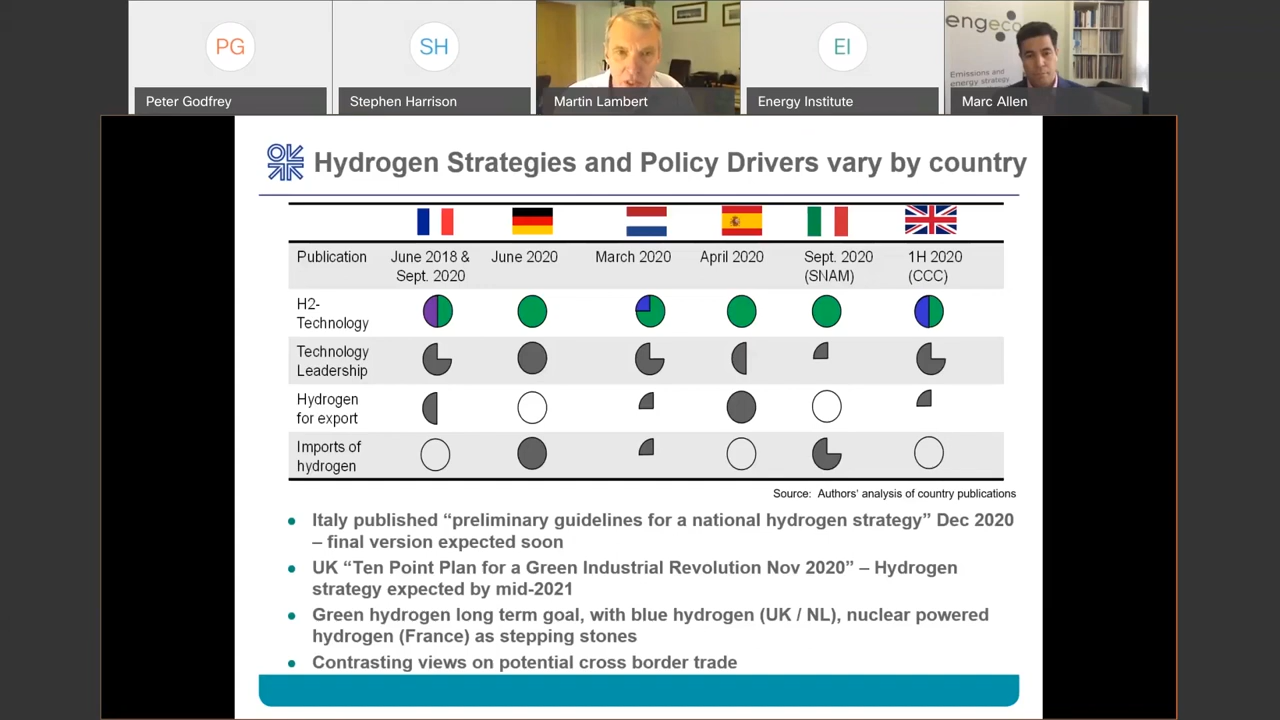 PG
SH
EI
engeco
Emissions and
energy strategy
Peter Godfrey
Stephen Harrison
Martin Lambert
Energy Institute
Marc Allen
Hydrogen Strategies and Policy Drivers vary by country
Publication
June 2018 &
Sept. 2020
June 2020
March 2020
April 2020
Sept. 2020
(SNAM)
1H 2020
(CCC)
H2-
Technology
Technology
Leadership
Hydrogen
for export
Imports of
hydrogen
Source: Authors' analysis of country publications
• Italy published “preliminary guidelines for a national hydrogen strategy” Dec 2020
– final version expected soon
• UK “Ten Point Plan for a Green Industrial Revolution Nov 2020” – Hydrogen
strategy expected by mid-2021
• Green hydrogen long term goal, with blue hydrogen (UK / NL), nuclear powered
hydrogen (France) as stepping stones
• Contrasting views on potential cross border trade